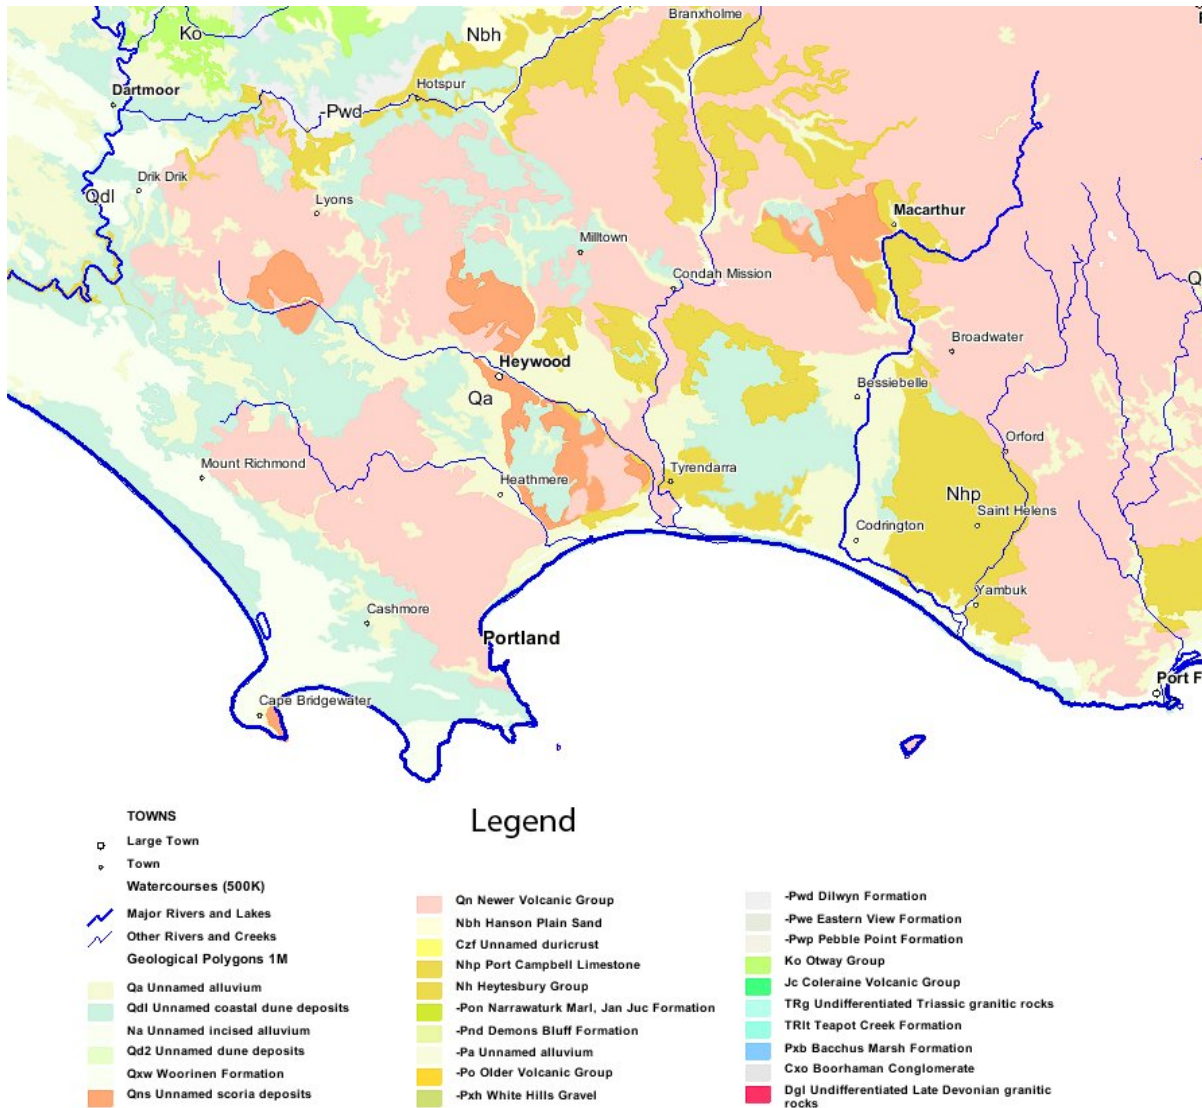 Branxholme
Ko
Nbh
Hotspur
Dartmoor
-Pwd
Drik Drik
Qdl
Lyons
Macarthur
Milltown
Condah Mission
Q
Broadwater
Heywood
Bessiebelle
Qa
Orford
Mount Richmond
Tyrendarra
Heathmere
Nhp
Saint Helens
Codrington
Yambuk
Cashmore
Portland
Port F
Cape Bridgewater
Legend
TOWNS
Large Town
Town
Watercourses (500K)
Major Rivers and Lakes
Other Rivers and Creeks
Geological Polygons 1M
Qa Unnamed alluvium
Qdl Unnamed coastal dune deposits
Na Unnamed incised alluvium
Qd2 Unnamed dune deposits
Qxw Woorinen Formation
Qns Unnamed scoria deposits
Qn Newer Volcanic Group
Nbh Hanson Plain Sand
Czf Unnamed duricrust
Nhp Port Campbell Limestone
Nh Heytesbury Group
-Pon Narrawaturk Marl, Jan Juc Formation
-Pnd Demons Bluff Formation
-Pa Unnamed alluvium
-Po Older Volcanic Group
-Pxh White Hills Gravel
-Pwd Dilwyn Formation
-Pwe Eastern View Formation
-Pwp Pebble Point Formation
Ko Otway Group
Jc Coleraine Volcanic Group
TRg Undifferentiated Triassic granitic rocks
TRlt Teapot Creek Formation
Pxb Bacchus Marsh Formation
Cxo Boorhaman Conglomerate
Dgl Undifferentiated Late Devonian granitic
rocks